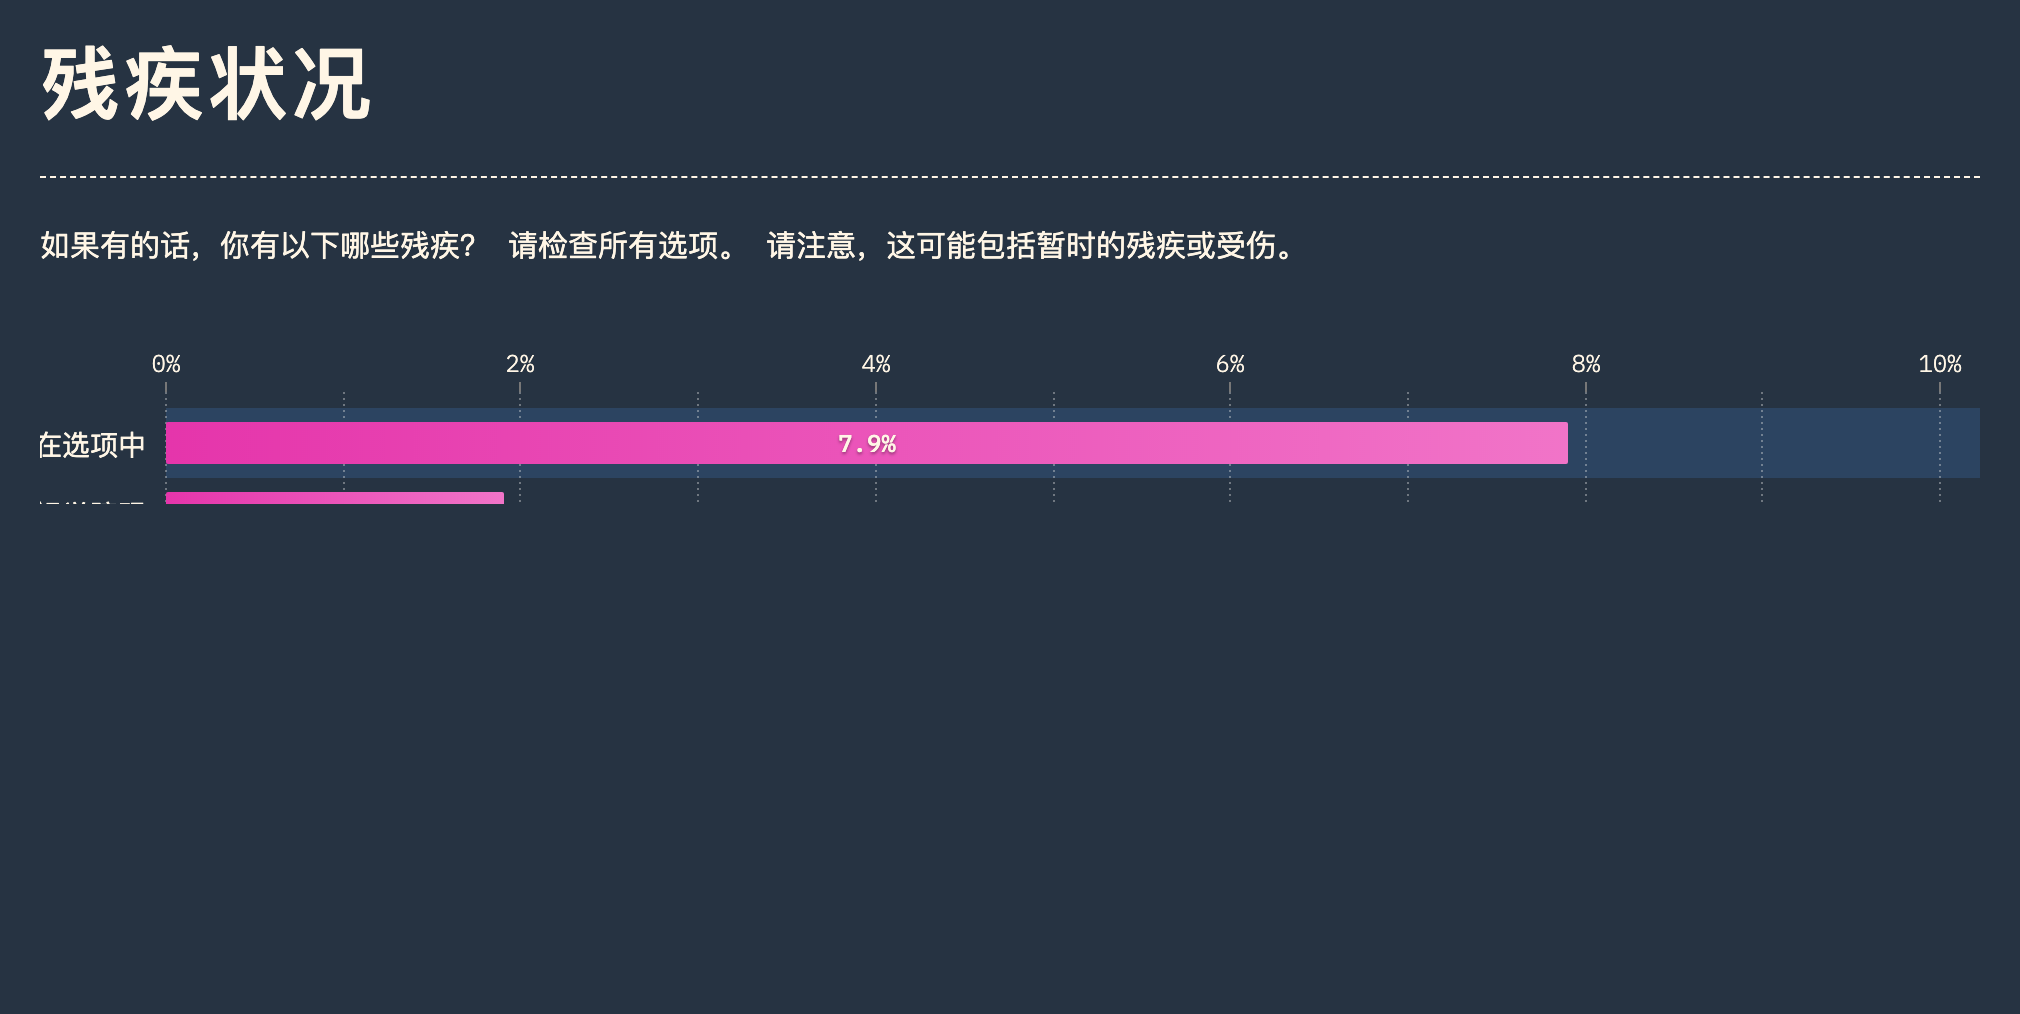 残疾状况
如果有的话，你有以下哪些残疾？ 请检查所有选项。 请注意，这可能包括暂时的残疾或受伤。
0% 2% 4% 6% 8% 10%
在选项中 7.9%